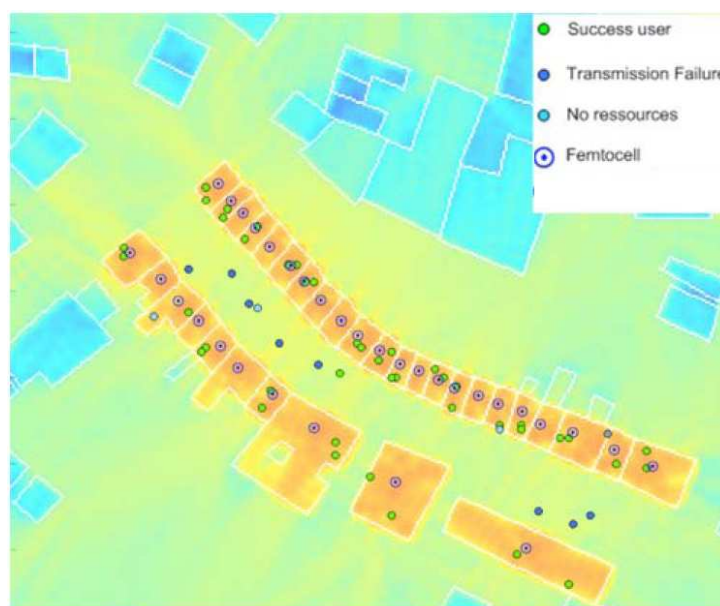 Success user
Transmission Failure
No ressources
Femtocell